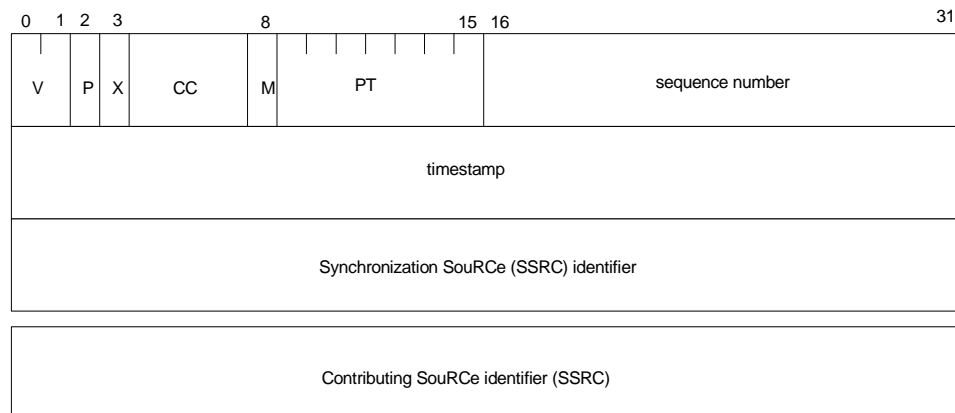 0 1 2 3 8 15 16 31
V P X CC M PT sequence number
timestamp
Synchronization SouRCe (SSRC) identifier
Contributing SouRCe identifier (SSRC)